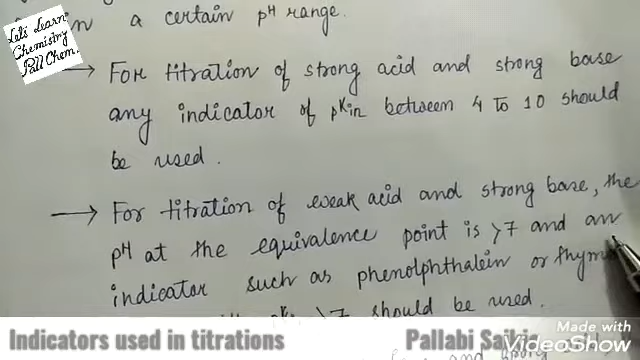 Let's Learn
Chemistry
Pall Chem.
a certain pH range.
→ For titration of strong acid and strong base
any indicator of pKin between 4 to 10 should
be used.
→ For titration of weak acid and strong base, the
pH at the equivalence point is >7 and an
indicator such as phenolphthalein or
>7 should be used.
Indicators used in titrations
Pallabi
Made with
VideoShow